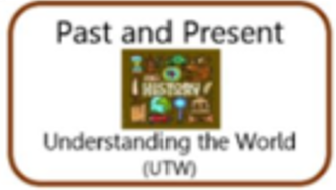 Past and Present
HISTORY
Understanding the World
(UTW)